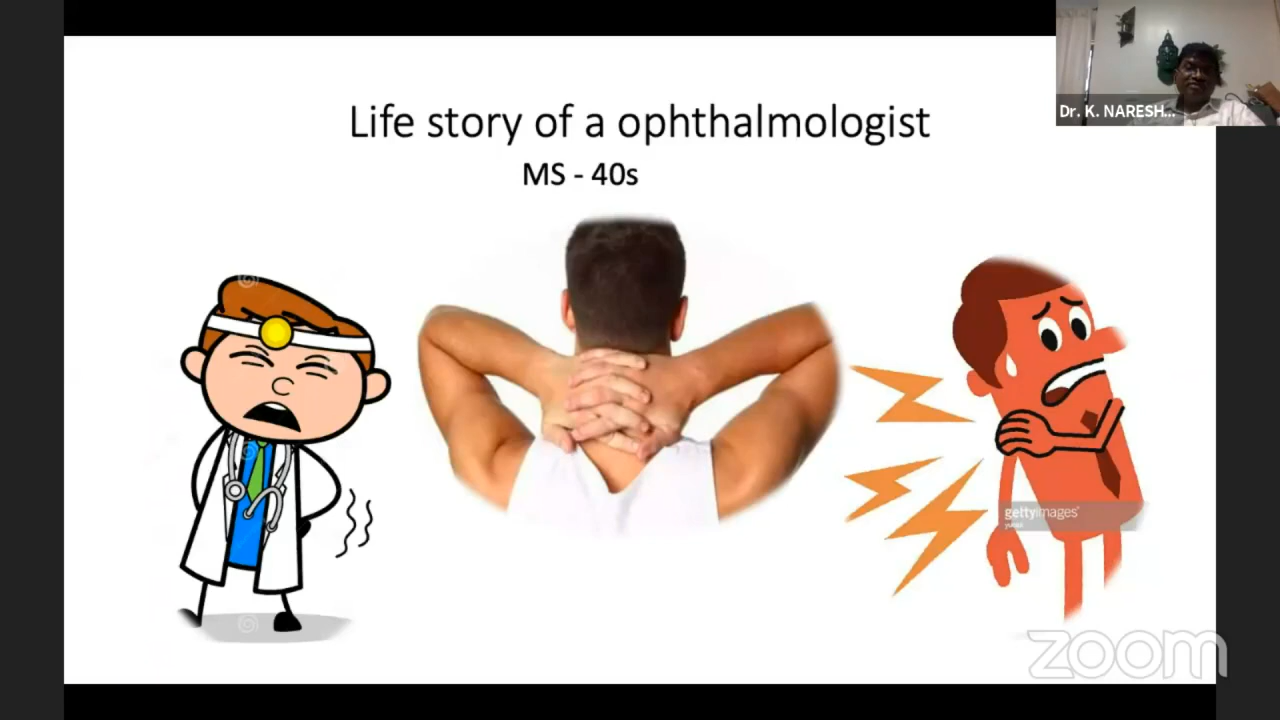 Life story of a ophthalmologist
MS - 40s
Dr. K. NARESH...
gettyimages®
zoom